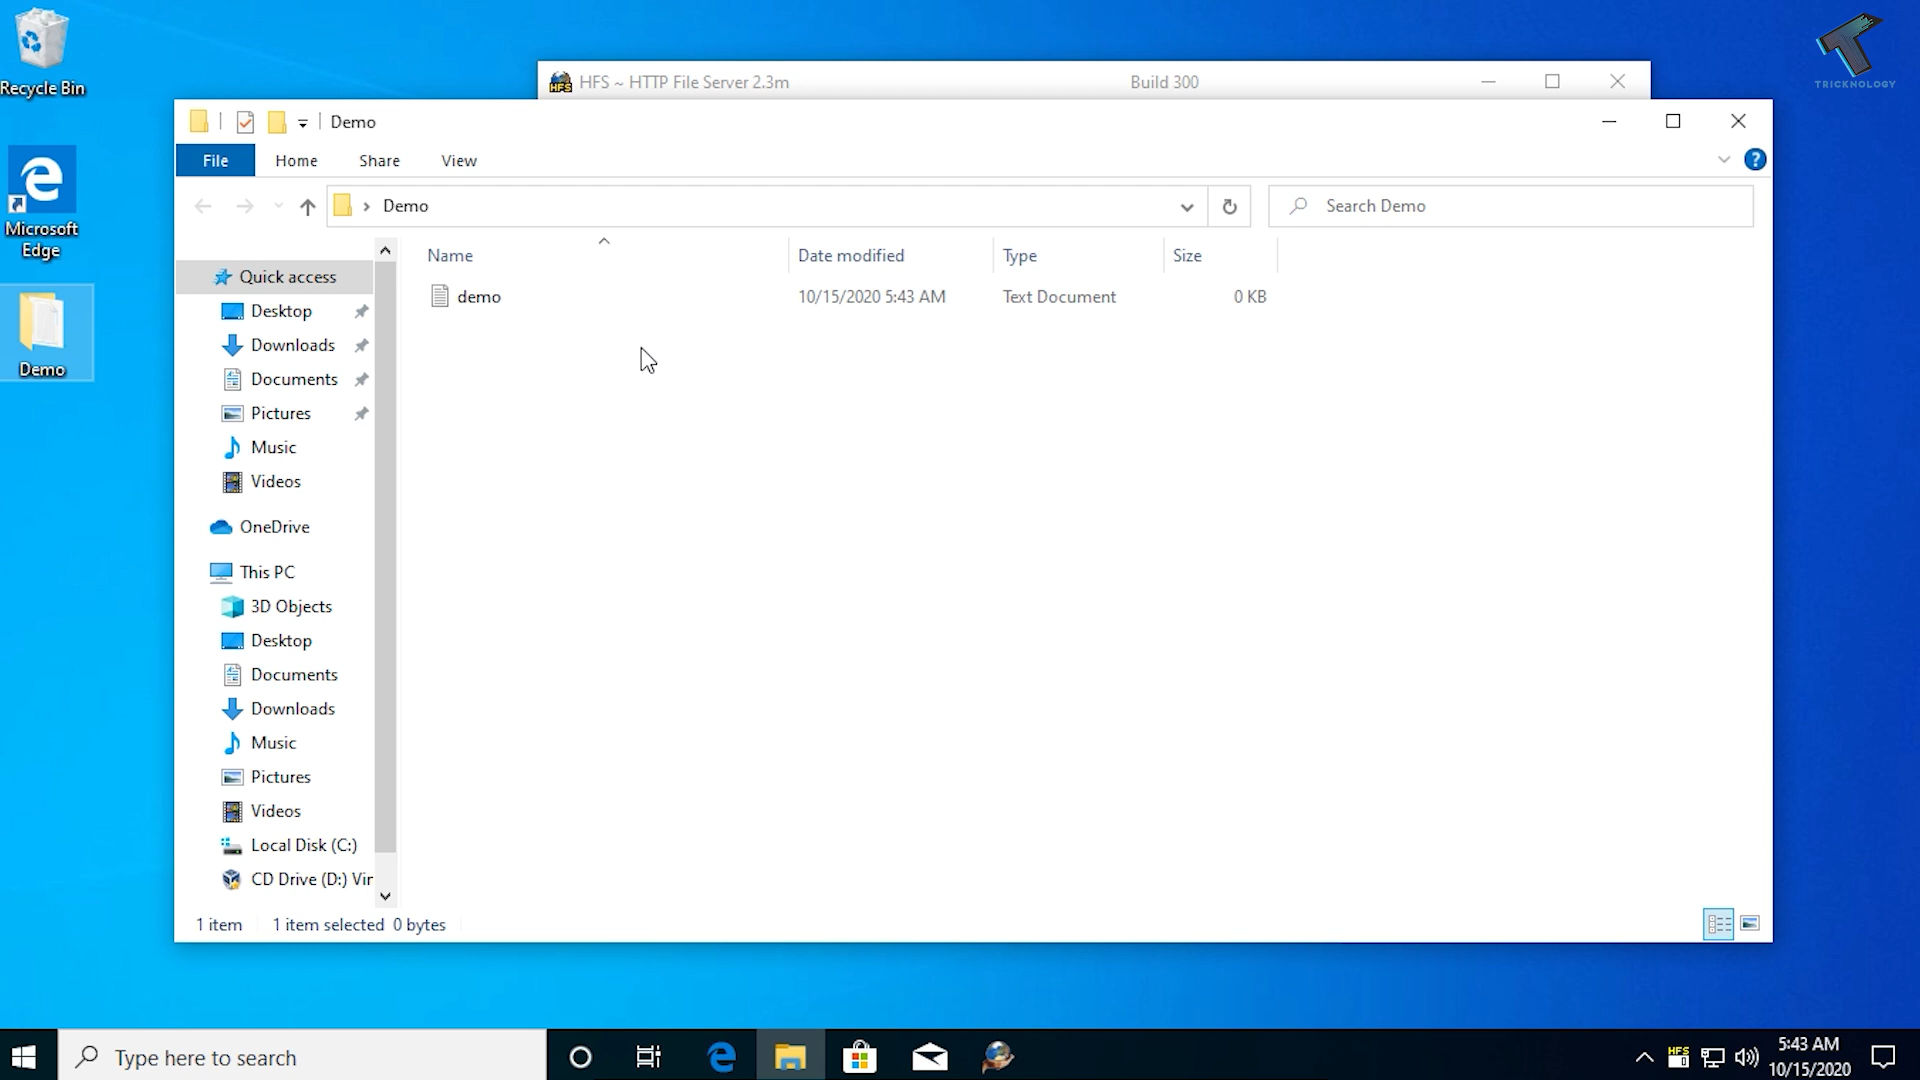 Recycle Bin
Microsoft
Edge
Demo
TRICKNOLOGY
HFS ~ HTTP File Server 2.3m
Build 300
Demo
File
Home
Share
View
Demo
Search Demo
Name
Date modified
Type
Size
demo
10/15/2020 5:43 AM
Text Document
0 KB
Quick access
Desktop
Downloads
Documents
Pictures
Music
Videos
OneDrive
This PC
3D Objects
Desktop
Documents
Downloads
Music
Pictures
Videos
Local Disk (C:)
CD Drive (D:) Vir
1 item
1 item selected 0 bytes
Type here to search
HFS
5:43 AM
10/15/2020